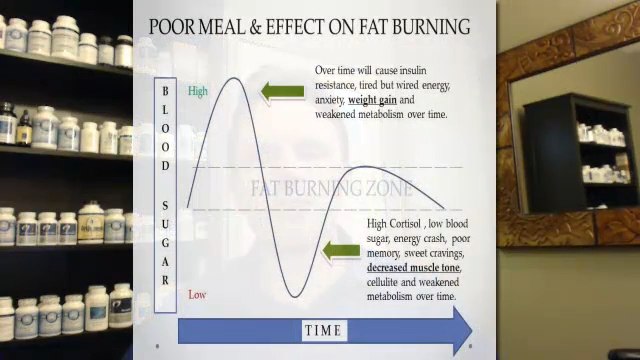 POOR MEAL & EFFECT ON FAT BURNING
Over time will cause insulin
resistance, tired but wired energy,
anxiety, weight gain and
weakened metabolism over time.
High
BLOOD SUGAR
FAT BURNING ZONE
High Cortisol , low blood
sugar, energy crash, poor
memory, sweet cravings,
decreased muscle tone,
cellulite and weakened
metabolism over time.
Low
TIME